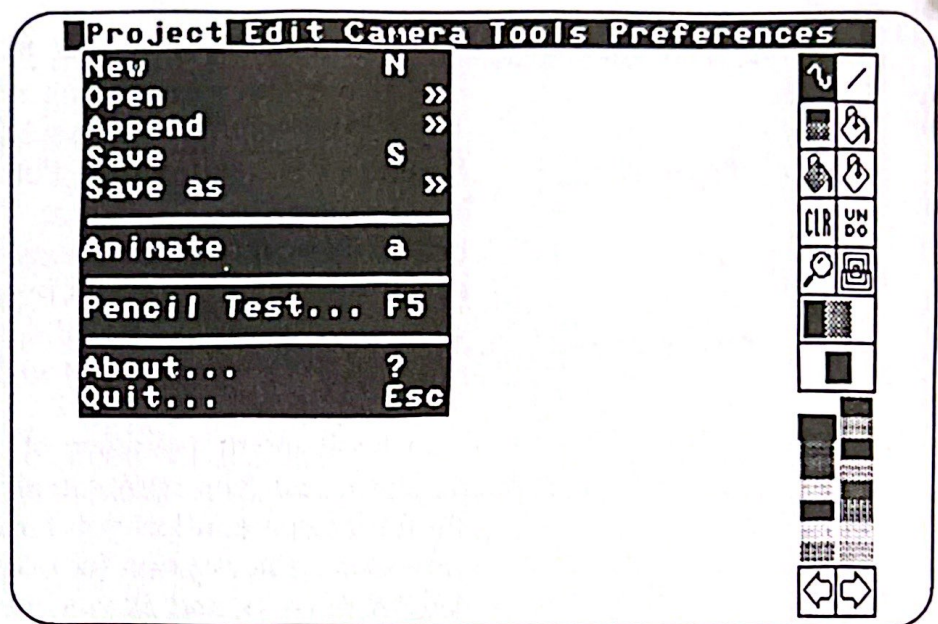 Project Edit Camera Tools Preferences
New N
Open »
Append »
Save S
Save as »
Animate a
Pencil Test... F5
About... ?
Quit... Esc
CLR UN DO